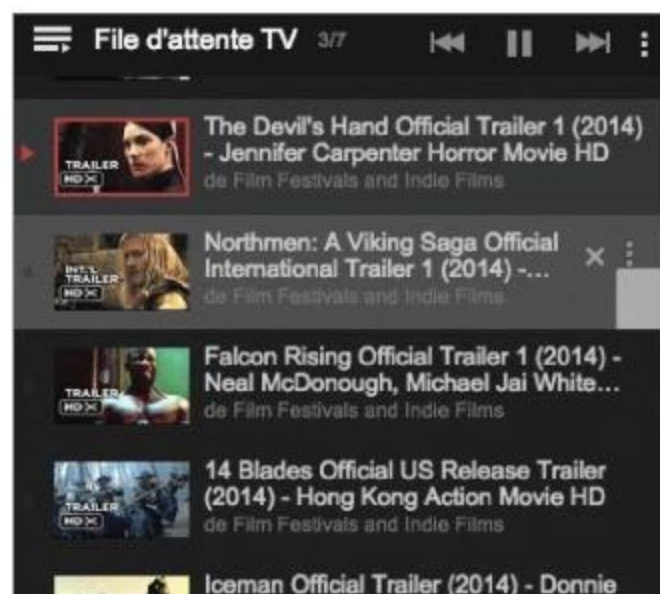 File d'attente TV 3/7
The Devil's Hand Official Trailer 1 (2014)
- Jennifer Carpenter Horror Movie HD
de Film Festivals and Indie Films
TRAILER
HD
Northmen: A Viking Saga Official
International Trailer 1 (2014) -...
de Film Festivals and Indie Films
INT'L
TRAILER
HD
Falcon Rising Official Trailer 1 (2014) -
Neal McDonough, Michael Jai White...
de Film Festivals and Indie Films
TRAILER
HD
14 Blades Official US Release Trailer
(2014) - Hong Kong Action Movie HD
de Film Festivals and Indie Films
TRAILER
HD
Iceman Official Trailer (2014) - Donnie